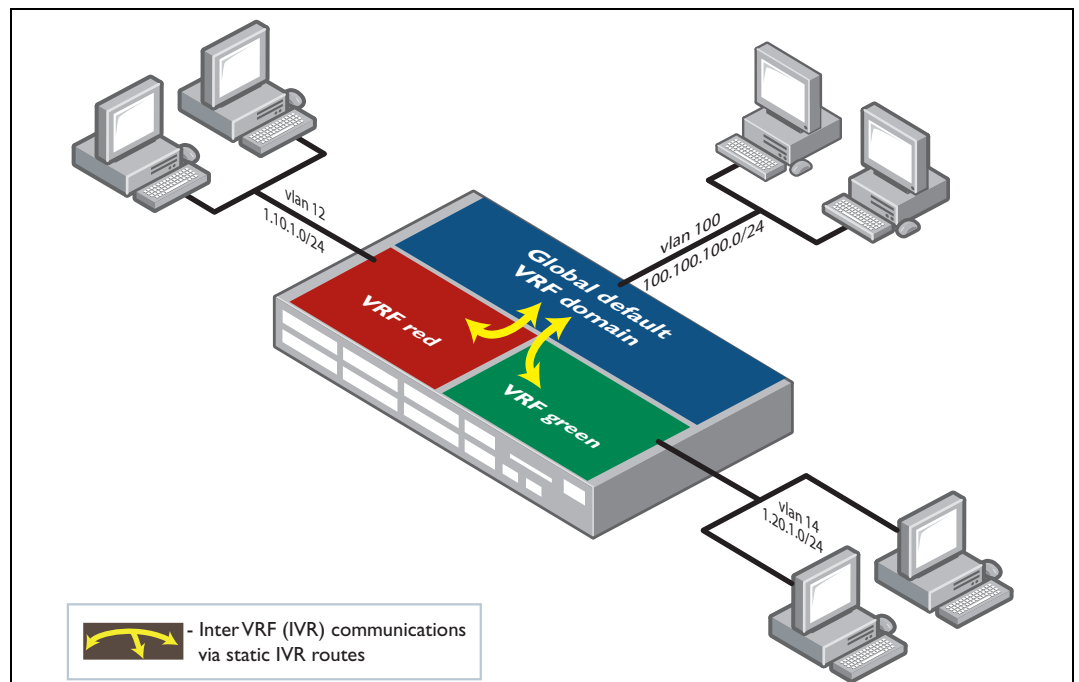 vlan 12
1.10.1.0/24
vlan 100
100.100.100.0/24
Global default
VRF domain
VRF red
VRF green
vlan 14
1.20.1.0/24
- Inter VRF (IVR) communications
via static IVR routes